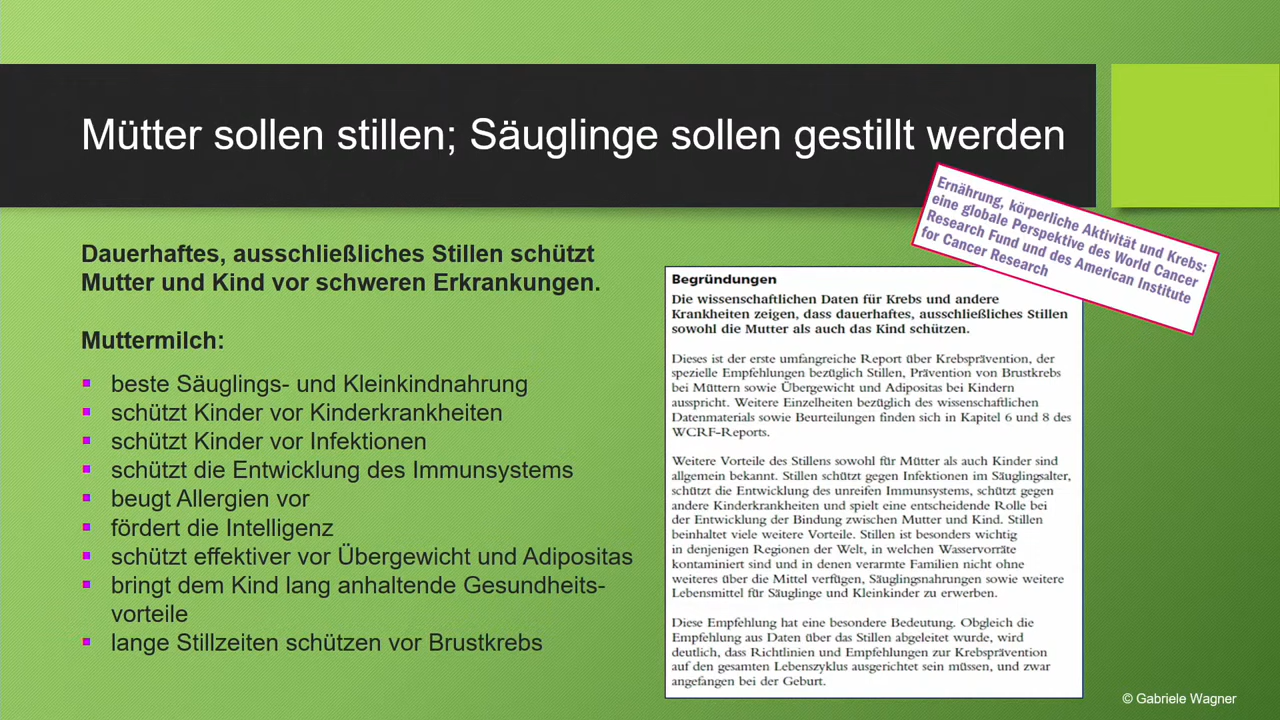 Mütter sollen stillen; Säuglinge sollen gestillt werden
Ernährung, körperliche Aktivität und Krebs:
eine globale Perspektive des World Cancer
Research Fund und des American Institute
for Cancer Research
Dauerhaftes, ausschließliches Stillen schützt
Mutter und Kind vor schweren Erkrankungen.
Muttermilch:
beste Säuglings- und Kleinkindnahrung
schützt Kinder vor Kinderkrankheiten
schützt Kinder vor Infektionen
schützt die Entwicklung des Immunsystems
beugt Allergien vor
fördert die Intelligenz
schützt effektiver vor Übergewicht und Adipositas
bringt dem Kind lang anhaltende Gesundheits-
vorteile
lange Stillzeiten schützen vor Brustkrebs
Begründungen
Die wissenschaftlichen Daten für Krebs und andere
Krankheiten zeigen, dass dauerhaftes, ausschließliches Stillen
sowohl die Mutter als auch das Kind schützen.
Dieses ist der erste umfangreiche Report über Krebsprävention, der
spezielle Empfehlungen bezüglich Stillen, Prävention von Brustkrebs
bei Müttern sowie Übergewicht und Adipositas bei Kindern
ausspricht. Weitere Einzelheiten bezüglich des wissenschaftlichen
Datenmaterials sowie Beurteilungen finden sich in Kapitel 6 und 8 des
WCRF-Reports.
Weitere Vorteile des Stillens sowohl für Mütter als auch Kinder sind
allgemein bekannt. Stillen schützt gegen Infektionen im Säuglingsalter,
schützt die Entwicklung des unreifen Immunsystems, schützt gegen
andere Kinderkrankheiten und spielt eine entscheidende Rolle bei
der Entwicklung der Bindung zwischen Mutter und Kind. Stillen
beinhaltet viele weitere Vorteile. Stillen ist besonders wichtig
in denjenigen Regionen der Welt, in welchen Wasservorräte
kontaminiert sind und in denen verarmte Familien nicht ohne
weiteres über die Mittel verfügen, Säuglingsnahrungen sowie weitere
Lebensmittel für Säuglinge und Kleinkinder zu erwerben.
Diese Empfehlung hat eine besondere Bedeutung. Obgleich die
Empfehlung aus Daten über das Stillen abgeleitet wurde, wird
deutlich, dass Richtlinien und Empfehlungen zur Krebsprävention
auf den gesamten Lebenszyklus ausgerichtet sein müssen, und zwar
angefangen bei der Geburt.
© Gabriele Wagner